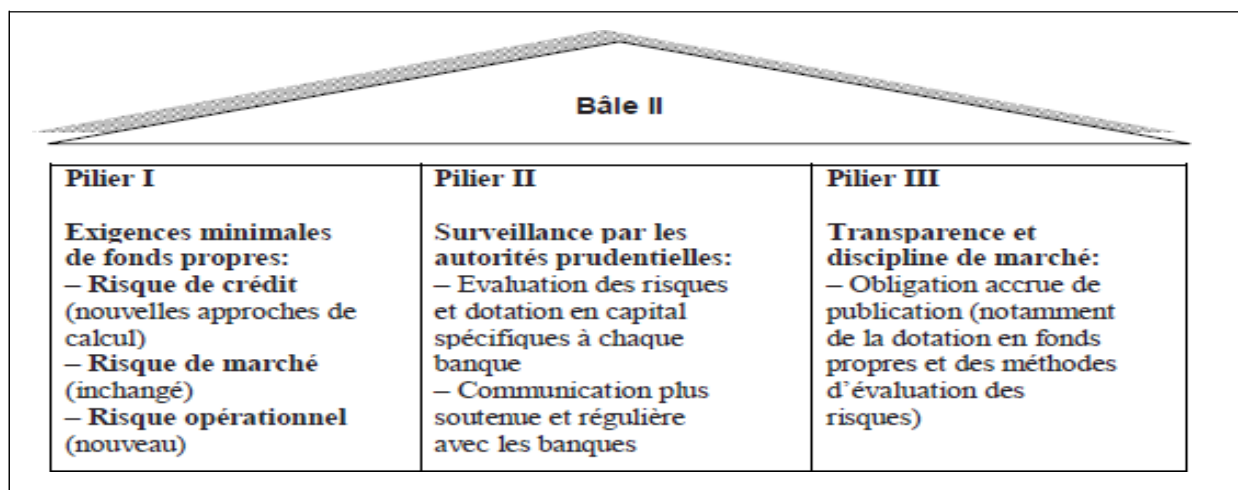 Bâle II
Pilier I
Exigences minimales
de fonds propres:
– Risque de crédit
(nouvelles approches de
calcul)
– Risque de marché
(inchangé)
– Risque opérationnel
(nouveau)
Pilier II
Surveillance par les
autorités prudentielles:
– Evaluation des risques
et dotation en capital
spécifiques à chaque
banque
– Communication plus
soutenue et régulière
avec les banques
Pilier III
Transparence et
discipline de marché:
– Obligation accrue de
publication (notamment
de la dotation en fonds
propres et des méthodes
d’évaluation des
risques)